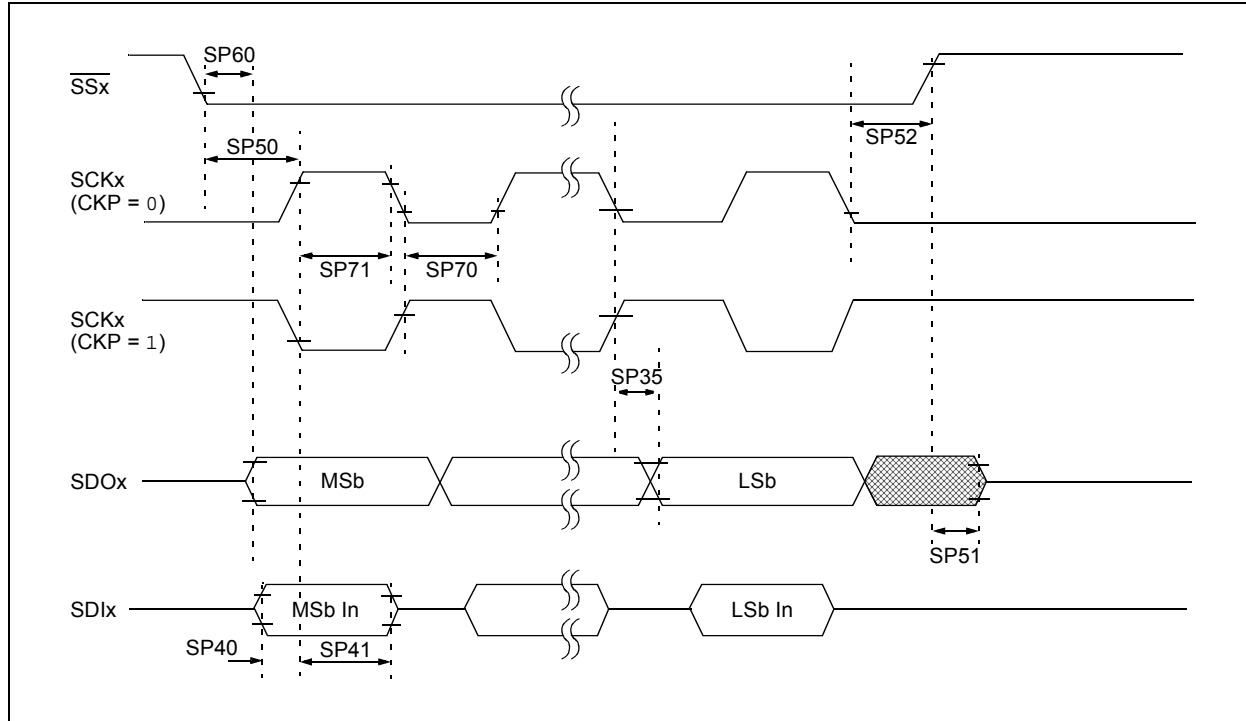 SP60
SSx
SP52
SP50
SCKx
(CKP = 0)
SP71
SP70
SCKx
(CKP = 1)
SP35
SDOx
MSb
LSb
SP51
SDIx
MSb In
LSb In
SP40
SP41